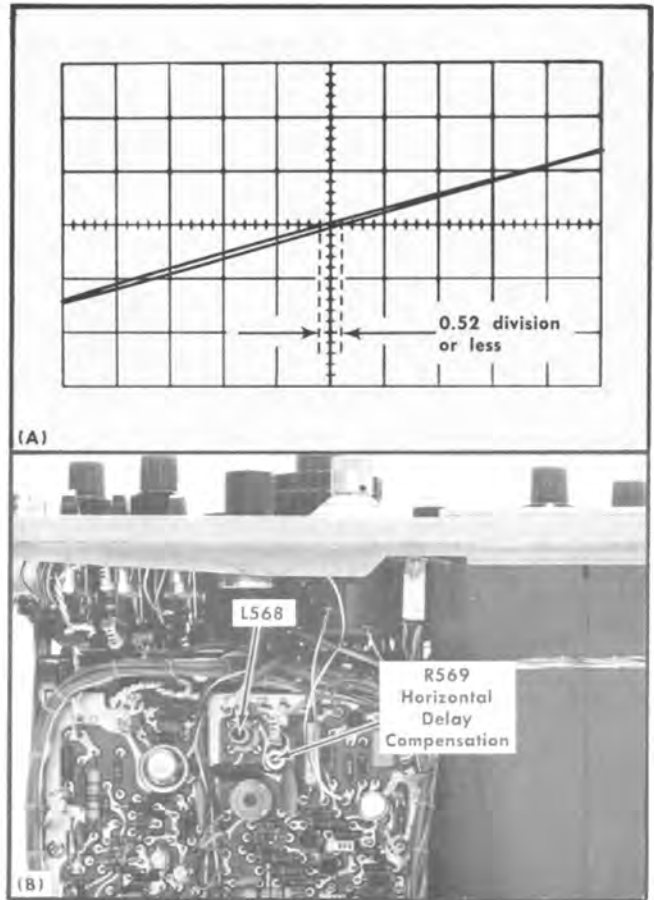 0.52 division
or less
(A)
L568
R569
Horizontal
Delay
Compensation
(B)